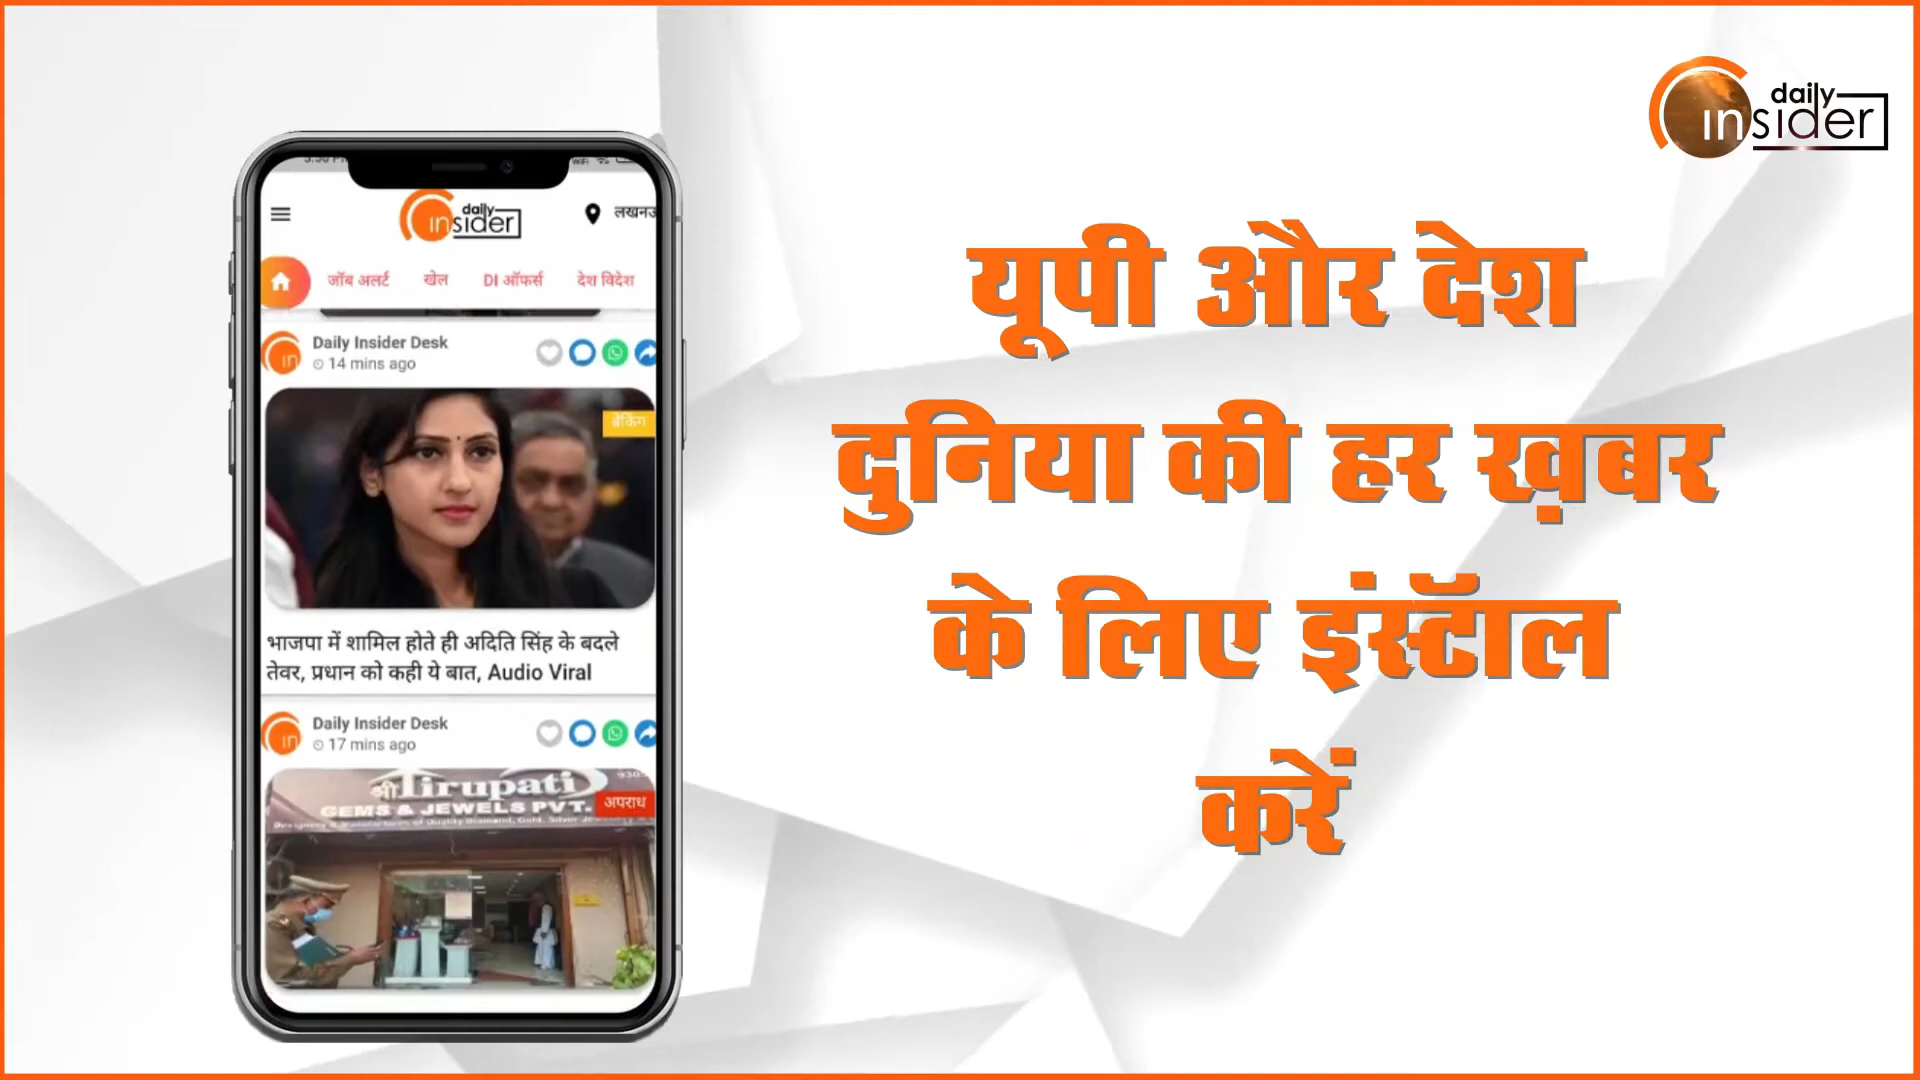 daily
insider
daily
insider
लखनऊ
जॉब अलर्ट खेल DI ऑफर्स देश विदेश
Daily Insider Desk
14 mins ago
ब्रेकिंग
भाजपा में शामिल होते ही अदिति सिंह के बदले
तेवर, प्रधान को कही ये बात, Audio Viral
Daily Insider Desk
17 mins ago
श्री Tirupati
GEMS & JEWELS PVT.
अपराध
यूपी और देश
दुनिया की हर ख़बर
के लिए इंस्टॉाल
करें